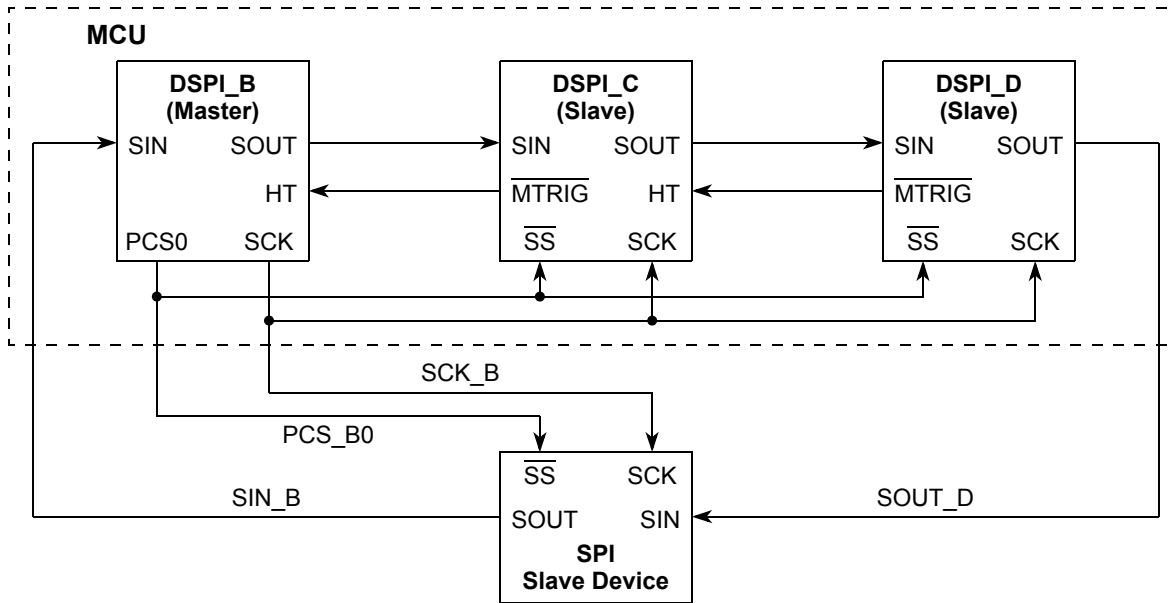 MCU
DSPI_B
(Master)
SIN SOUT
HT
PCS0 SCK
DSPI_C
(Slave)
SIN SOUT
MTRIG HT
SS SCK
DSPI_D
(Slave)
SIN SOUT
MTRIG
SS SCK
SCK_B
PCS_B0
SIN_B
SOUT_D
SS SCK
SOUT SIN
SPI
Slave Device